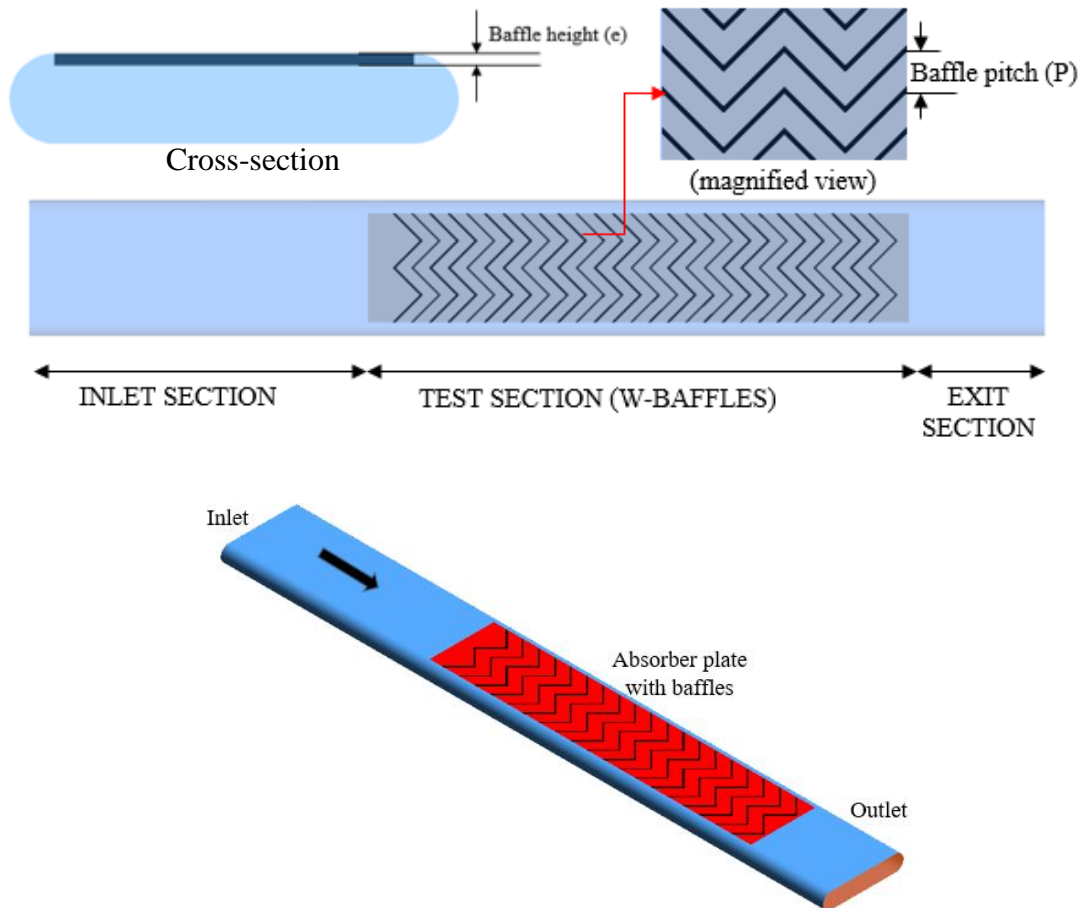 Baffle height (e)
Baffle pitch (P)
Cross-section
(magnified view)
INLET SECTION
TEST SECTION (W-BAFFLES)
EXIT
SECTION
Inlet
Absorber plate
with baffles
Outlet